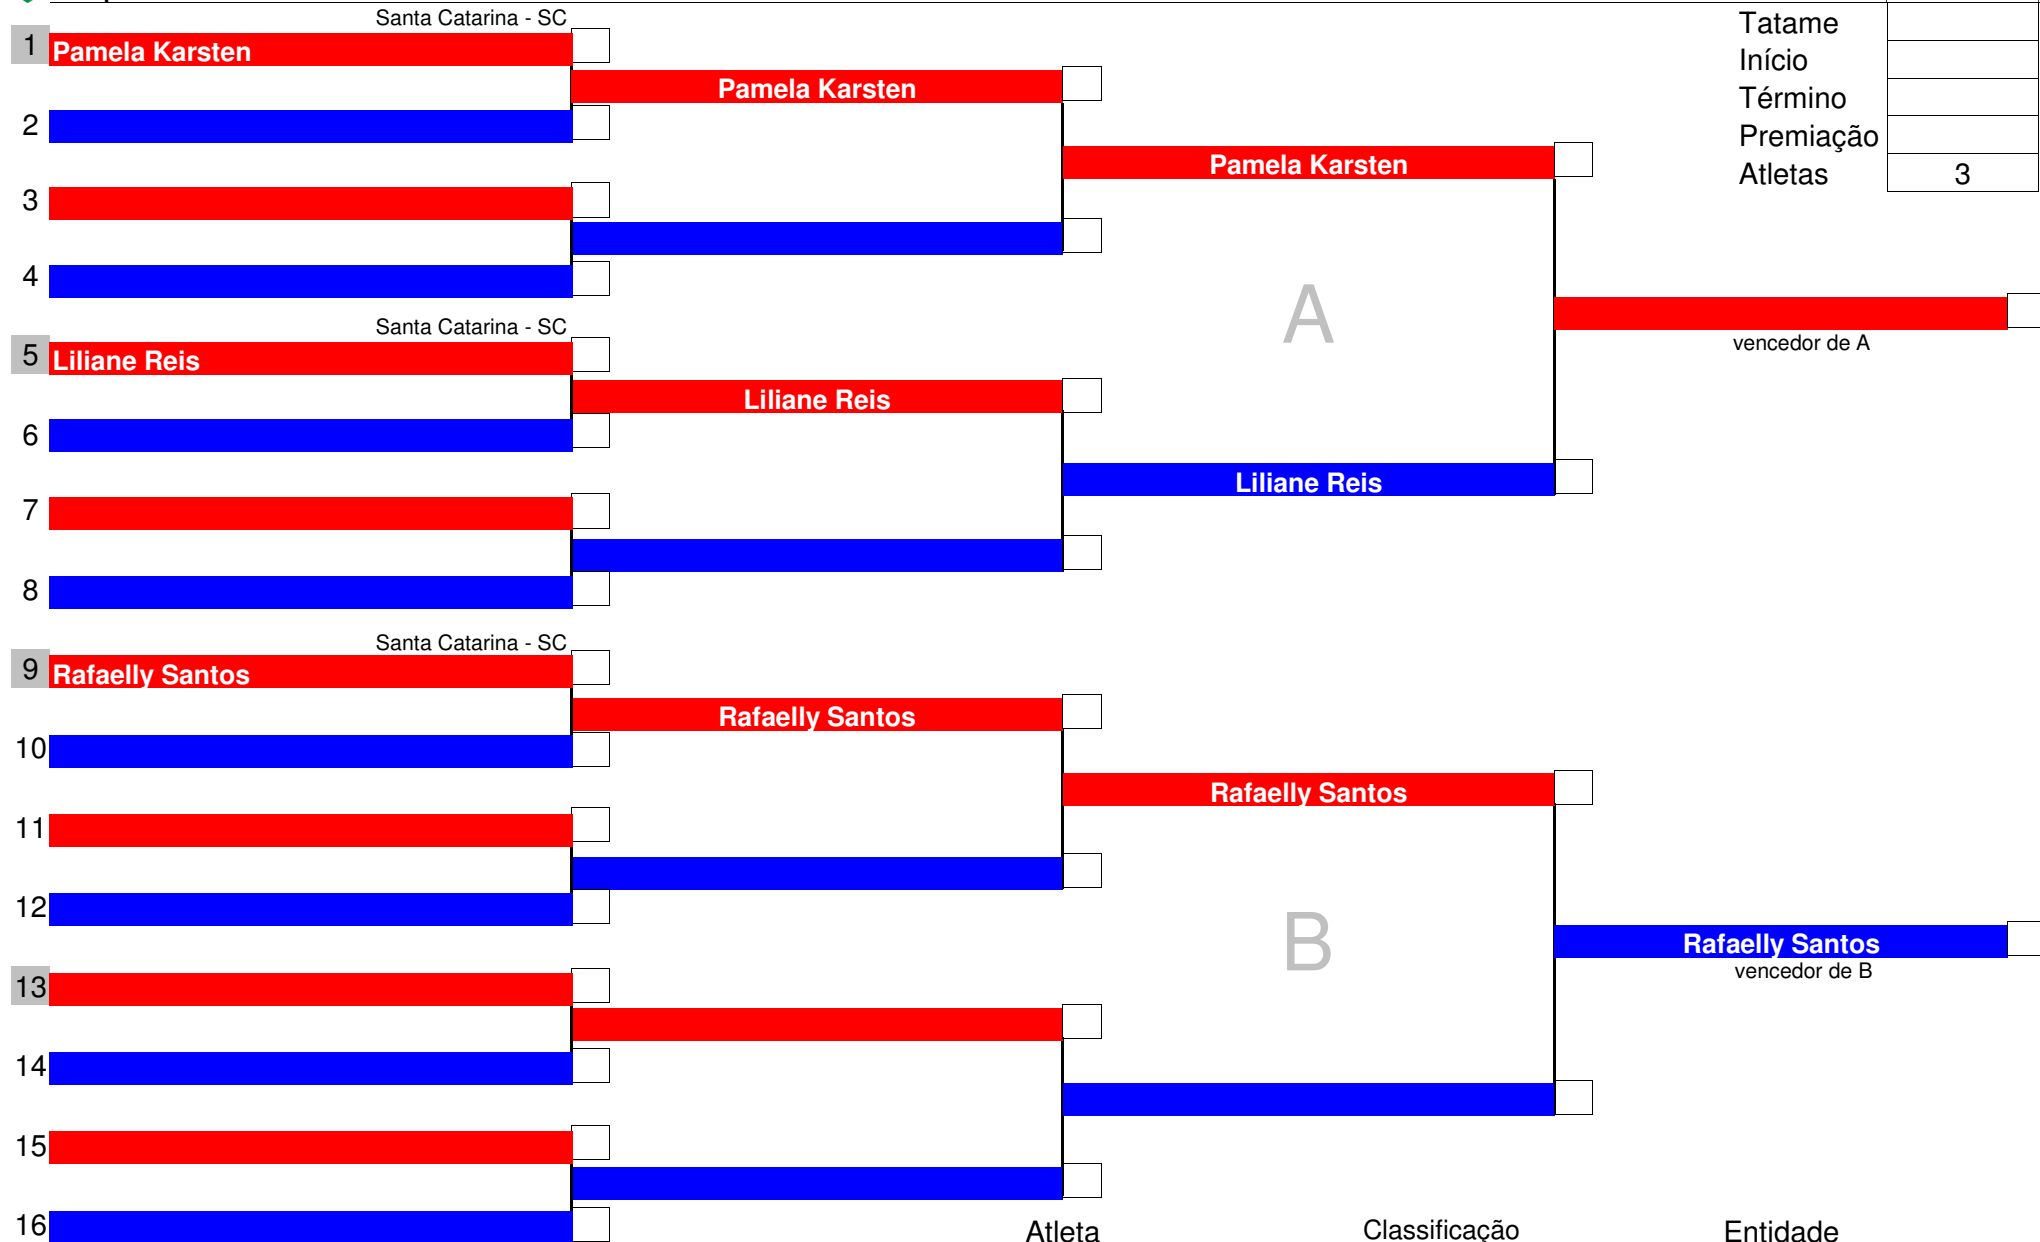 Santa Catarina - SC
Tatame
1 Pamela Karsten
Pamela Karsten
Início
Término
2
Premiação
Pamela Karsten
Atletas 3
3
4
A
Santa Catarina - SC
vencedor de A
5 Liliane Reis
Liliane Reis
6
Liliane Reis
7
8
Santa Catarina - SC
9 Rafaelly Santos
Rafaelly Santos
10
Rafaelly Santos
11
12
B
Rafaelly Santos
vencedor de B
13
14
15
16
Atleta Classificação Entidade